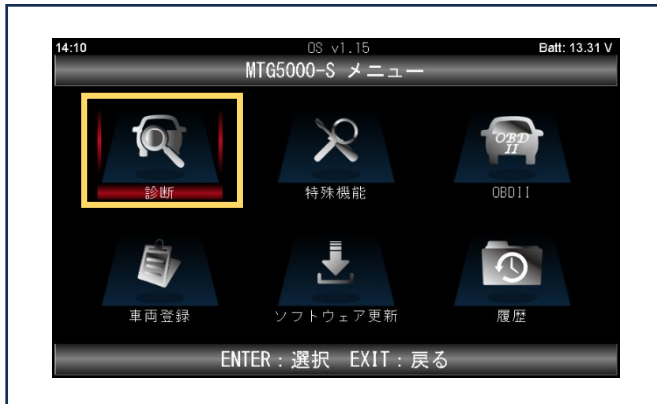 14:10 OS v1.15 Batt: 13.31 V
MTG5000-S メニュー
OBD
II
診断 特殊機能 OBDII
車両登録 ソフトウェア更新 履歴
ENTER：選択 EXIT：戻る